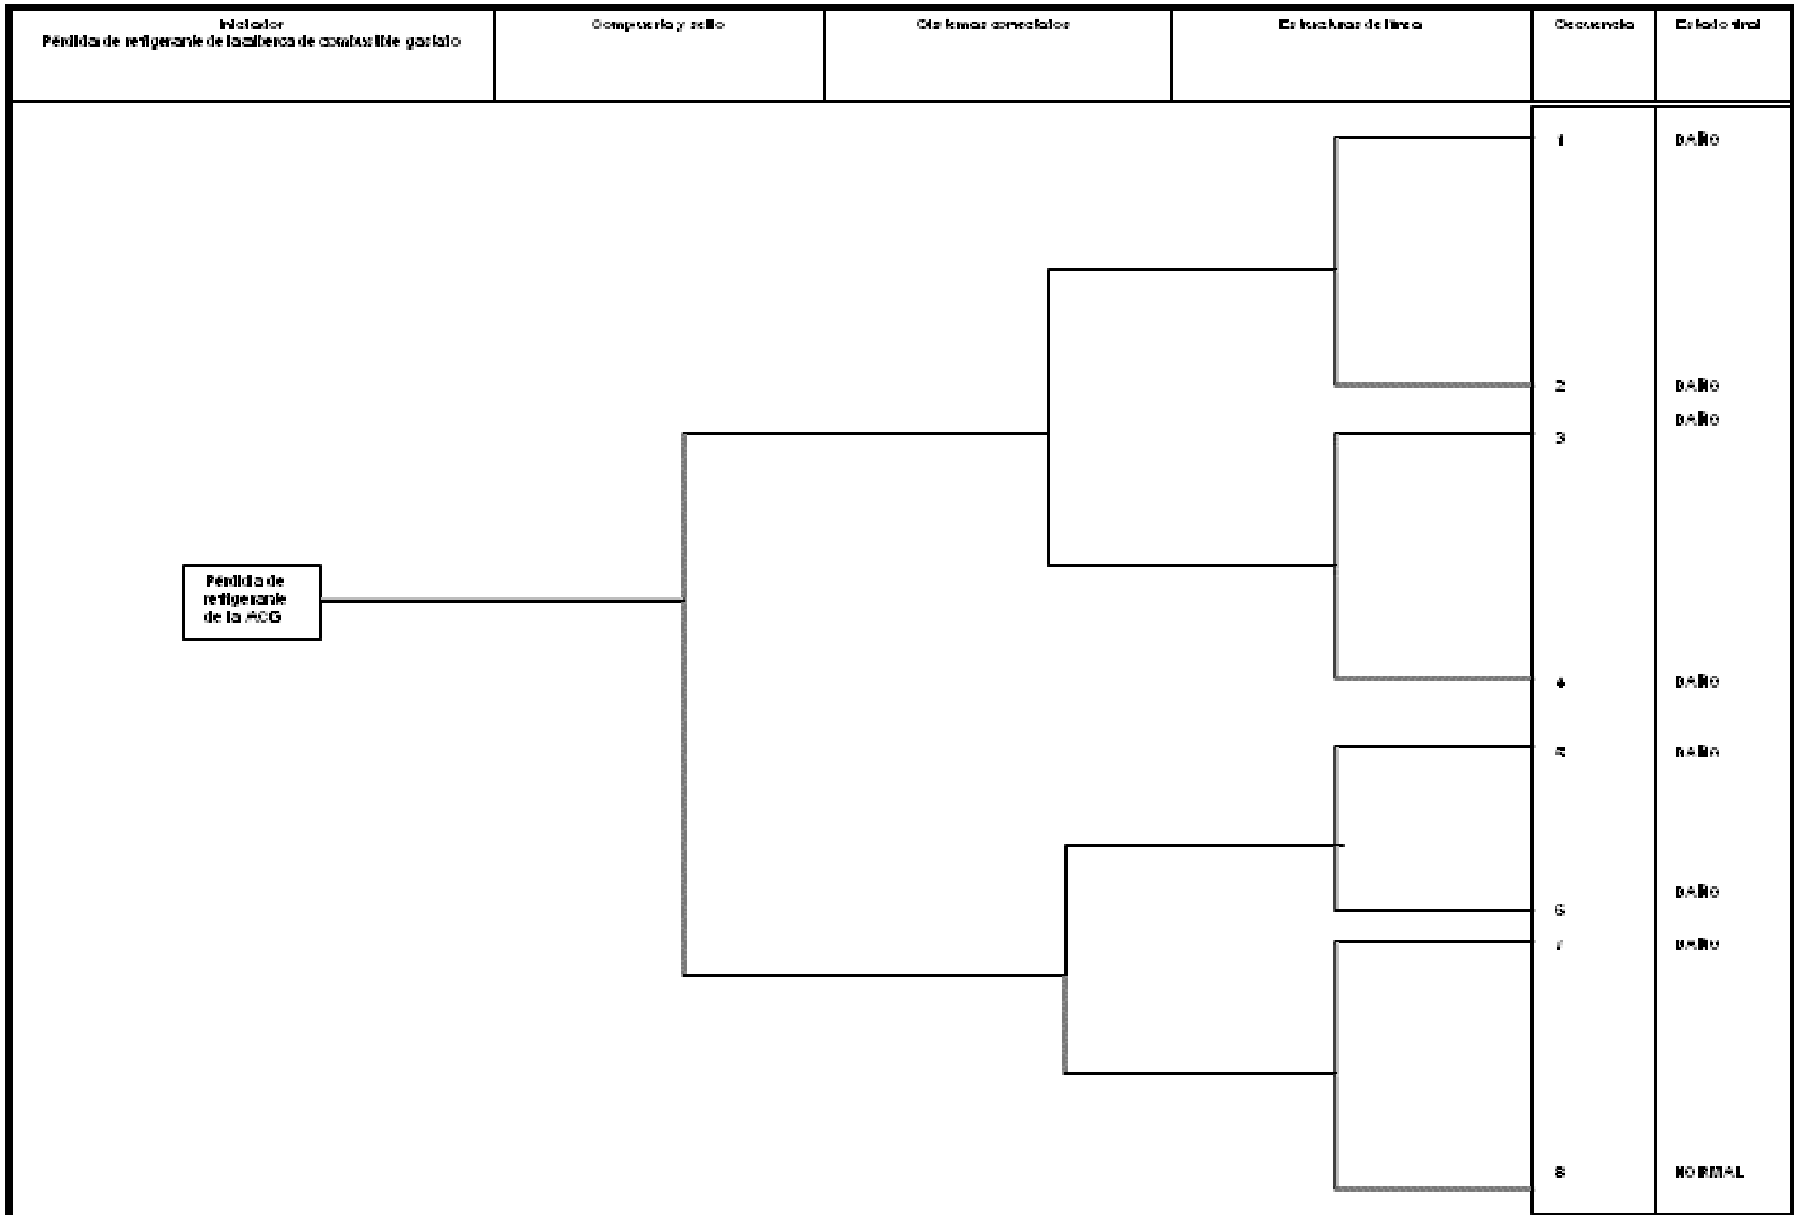 Iniciador
Pérdida de refrigerante de la alberca de combustible gastado
Compuerta y sello
Sistemas conectados
Estructuras de línea
Secuencia
Estado final
1
DAÑO
2
DAÑO
DAÑO
3
Pérdida de
refrigerante
de la ACG
4
DAÑO
5
DAÑO
DAÑO
6
7
DAÑO
8
NORMAL